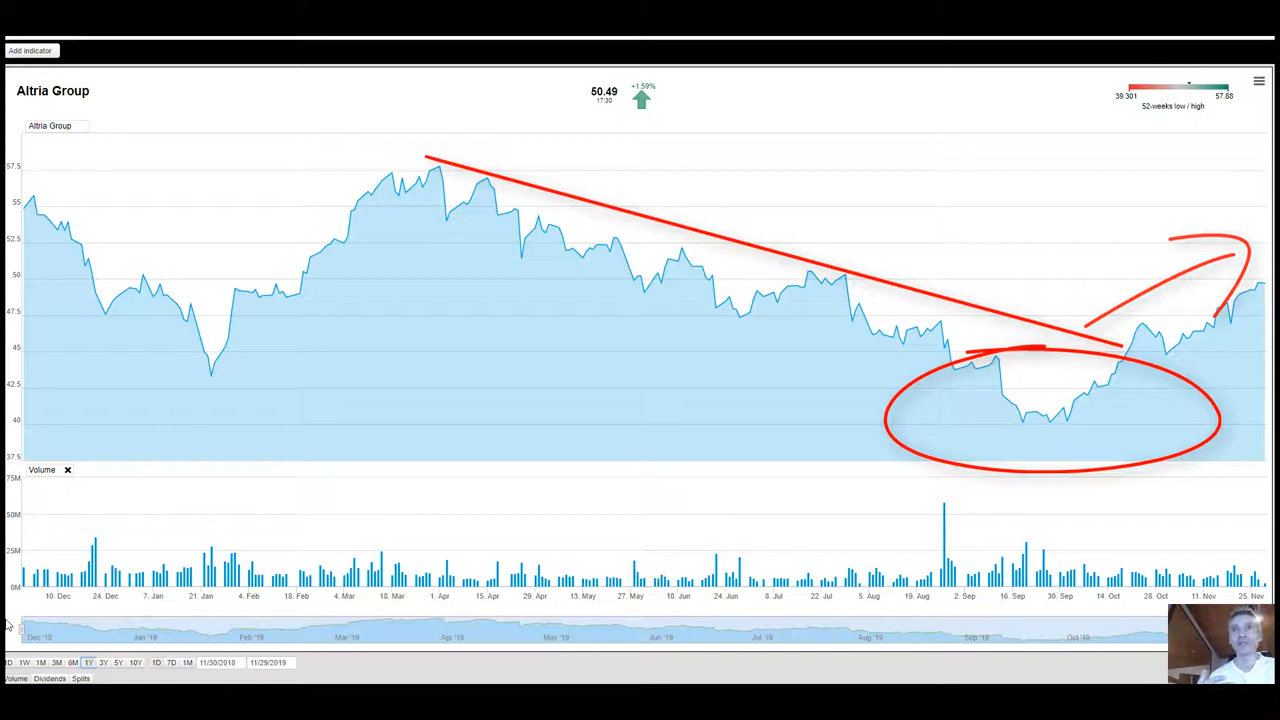 Add indicator
Altria Group
50.49
17:30
+1.59%
39.301
57.88
52-weeks low / high
Altria Group
57.5
55
52.5
50
47.5
45
42.5
40
37.5
Volume ✖
75M
50M
25M
0M
10. Dec 24. Dec 7. Jan 21. Jan 4. Feb 18. Feb 4. Mar 18. Mar 1. Apr 15. Apr 29. Apr 13. May 27. May 10. Jun 24. Jun 8. Jul 22. Jul 5. Aug 19. Aug 2. Sep 16. Sep 30. Sep 14. Oct 28. Oct 11. Nov 25. Nov
Dec '18 Jan '19 Feb '19 Mar '19 Apr '19 May '19 Jun '19 Jul '19 Aug '19 Sep '19 Oct '19
1D 1W 1M 3M 6M 1Y 3Y 5Y 10Y 1D 7D 1M 11/30/2018 11/29/2019
Volume Dividends Splits